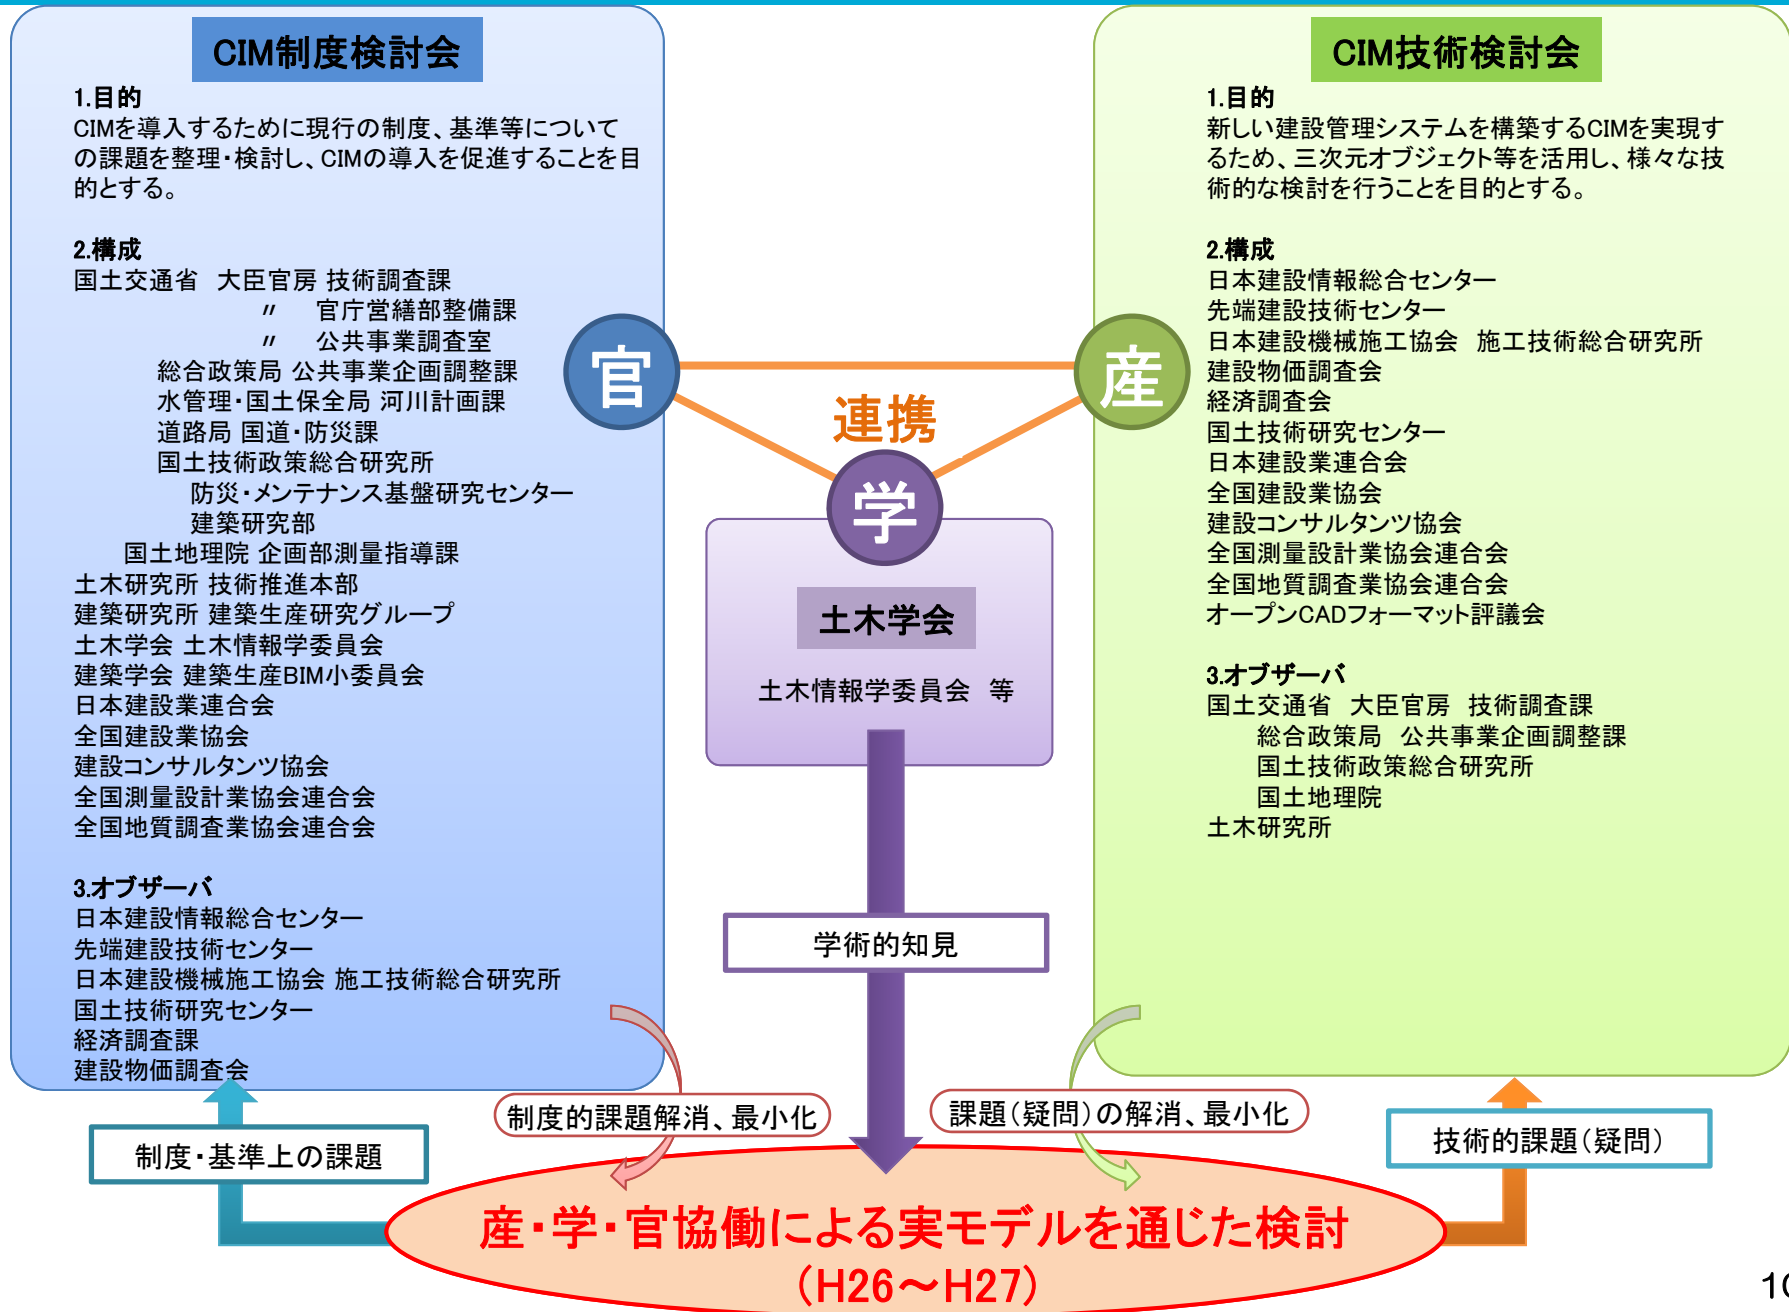 CIM制度検討会
1.目的
CIMを導入するために現行の制度、基準等について
の課題を整理・検討し、CIMの導入を促進することを目
的とする。
2.構成
国土交通省　大臣官房 技術調査課
〃　官庁営繕部整備課
〃　公共事業調査室
総合政策局 公共事業企画調整課
水管理・国土保全局 河川計画課
道路局 国道・防災課
国土技術政策総合研究所
防災・メンテナンス基盤研究センター
建築研究部
国土地理院 企画部測量指導課
土木研究所 技術推進本部
建築研究所 建築生産研究グループ
土木学会 土木情報学委員会
建築学会 建築生産BIM小委員会
日本建設業連合会
全国建設業協会
建設コンサルタンツ協会
全国測量設計業協会連合会
全国地質調査業協会連合会
3.オブザーバ
日本建設情報総合センター
先端建設技術センター
日本建設機械施工協会 施工技術総合研究所
国土技術研究センター
経済調査課
建設物価調査会
官
産
連携
学
土木学会
土木情報学委員会　等
学術的知見
CIM技術検討会
1.目的
新しい建設管理システムを構築するCIMを実現す
るため、三次元オブジェクト等を活用し、様々な技
術的な検討を行うことを目的とする。
2.構成
日本建設情報総合センター
先端建設技術センター
日本建設機械施工協会　施工技術総合研究所
建設物価調査会
経済調査会
国土技術研究センター
日本建設業連合会
全国建設業協会
建設コンサルタンツ協会
全国測量設計業協会連合会
全国地質調査業協会連合会
オープンCADフォーマット評議会
3.オブザーバ
国土交通省　大臣官房　技術調査課
総合政策局　公共事業企画調整課
国土技術政策総合研究所
国土地理院
土木研究所
制度的課題解消、最小化
課題(疑問)の解消、最小化
制度・基準上の課題
技術的課題(疑問)
産・学・官協働による実モデルを通じた検討
(H26～H27)